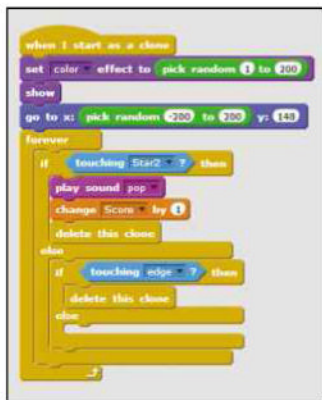 when I start as a clone
set color effect to pick random 1 to 200
show
go to x: pick random -200 to 200 y: 148
forever
if touching Star2 ? then
play sound pop
change Score by 1
delete this clone
else
if touching edge ? then
delete this clone
else